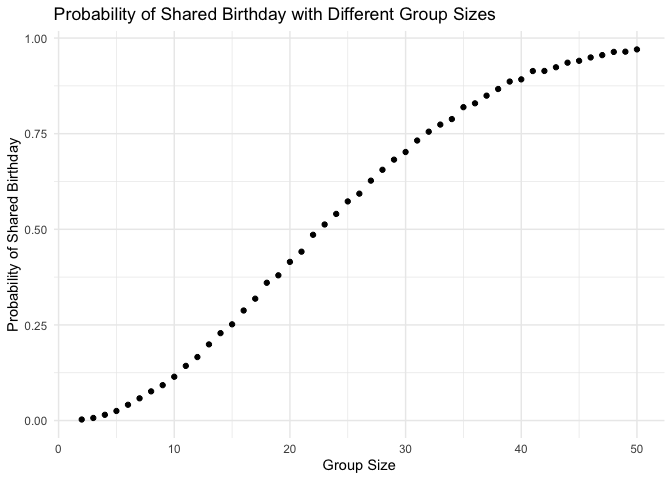 Probability of Shared Birthday with Different Group Sizes
Probability of Shared Birthday
1.00
0.75
0.50
0.25
0.00
0 10 20 30 40 50
Group Size